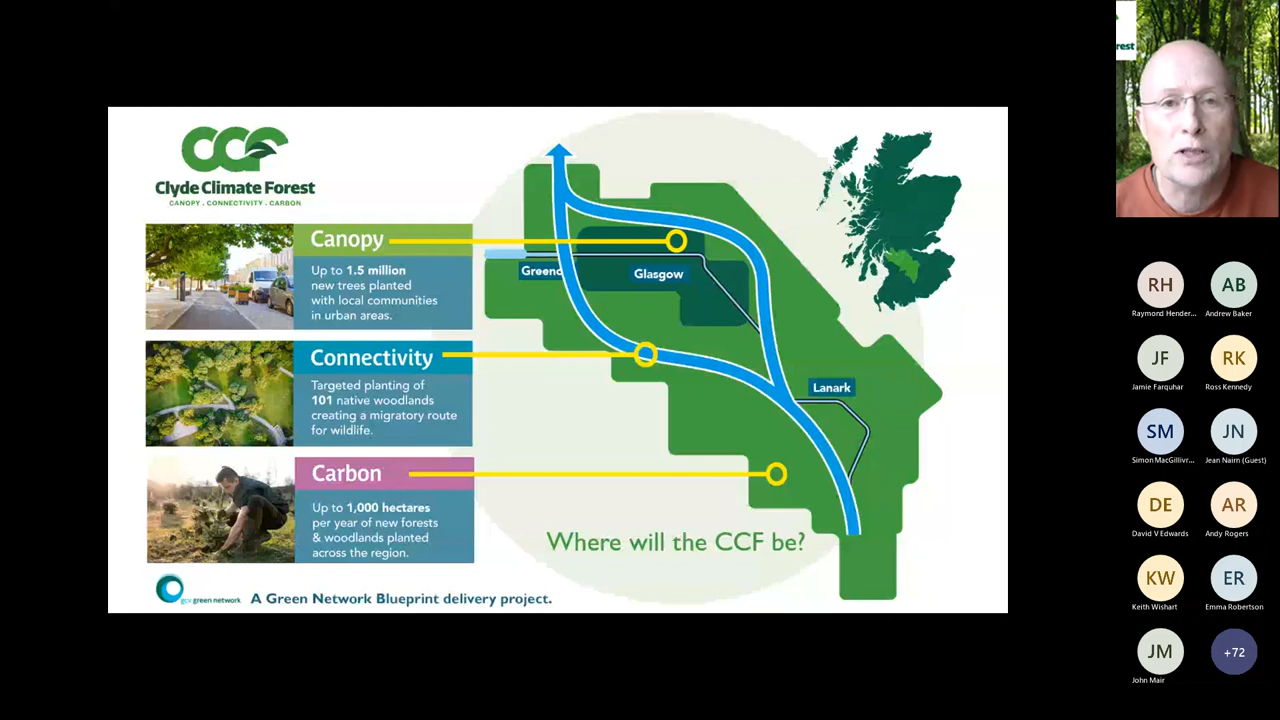 CCF
Clyde Climate Forest
CANOPY . CONNECTIVITY . CARBON
Canopy
Up to 1.5 million
new trees planted
with local communities
in urban areas.
Connectivity
Targeted planting of
101 native woodlands
creating a migratory route
for wildlife.
Carbon
Up to 1,000 hectares
per year of new forests
& woodlands planted
across the region.
gcv green network
A Green Network Blueprint delivery project.
Greenc
Glasgow
Lanark
Where will the CCF be?
rest
RH
Raymond Hender...
AB
Andrew Baker
JF
Jamie Farquhar
RK
Ross Kennedy
SM
Simon MacGillivr...
JN
Jean Nairn (Guest)
DE
David V Edwards
AR
Andy Rogers
KW
Keith Wishart
ER
Emma Robertson
JM
John Mair
+72